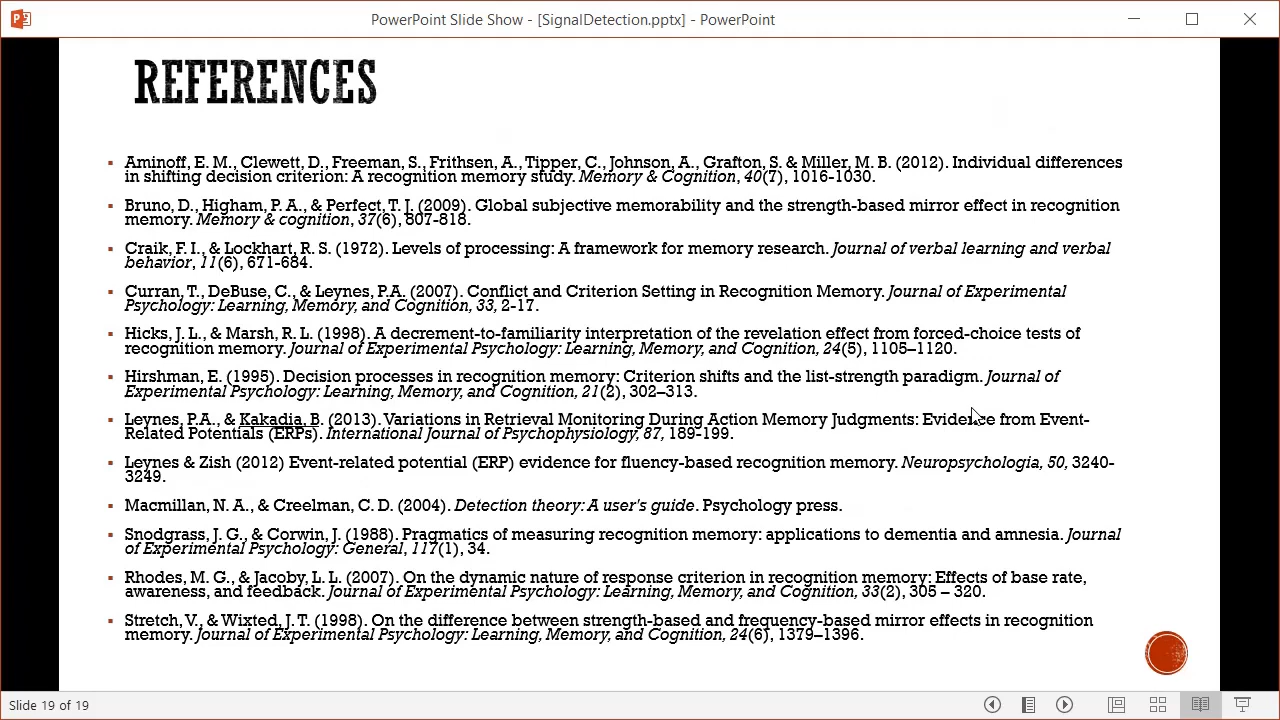 PowerPoint Slide Show - [SignalDetection.pptx] - PowerPoint
REFERENCES
▪ Aminoff, E. M., Clewett, D., Freeman, S., Frithsen, A., Tipper, C., Johnson, A., Grafton, S. & Miller, M. B. (2012). Individual differences
in shifting decision criterion: A recognition memory study. Memory & Cognition, 40(7), 1016-1030.
▪ Bruno, D., Higham, P. A., & Perfect, T. J. (2009). Global subjective memorability and the strength-based mirror effect in recognition
memory. Memory & cognition, 37(6), 807-818.
▪ Craik, F. I., & Lockhart, R. S. (1972). Levels of processing: A framework for memory research. Journal of verbal learning and verbal
behavior, 11(6), 671-684.
▪ Curran, T., DeBuse, C., & Leynes, P.A. (2007). Conflict and Criterion Setting in Recognition Memory. Journal of Experimental
Psychology: Learning, Memory, and Cognition, 33, 2-17.
▪ Hicks, J. L., & Marsh, R. L. (1998). A decrement-to-familiarity interpretation of the revelation effect from forced-choice tests of
recognition memory. Journal of Experimental Psychology: Learning, Memory, and Cognition, 24(5), 1105–1120.
▪ Hirshman, E. (1995). Decision processes in recognition memory: Criterion shifts and the list-strength paradigm. Journal of
Experimental Psychology: Learning, Memory, and Cognition, 21(2), 302–313.
▪ Leynes, P.A., & Kakadia, B. (2013). Variations in Retrieval Monitoring During Action Memory Judgments: Evidence from Event-
Related Potentials (ERPs). International Journal of Psychophysiology, 87, 189-199.
▪ Leynes & Zish (2012) Event-related potential (ERP) evidence for fluency-based recognition memory. Neuropsychologia, 50, 3240-
3249.
▪ Macmillan, N. A., & Creelman, C. D. (2004). Detection theory: A user's guide. Psychology press.
▪ Snodgrass, J. G., & Corwin, J. (1988). Pragmatics of measuring recognition memory: applications to dementia and amnesia. Journal
of Experimental Psychology: General, 117(1), 34.
▪ Rhodes, M. G., & Jacoby, L. L. (2007). On the dynamic nature of response criterion in recognition memory: Effects of base rate,
awareness, and feedback. Journal of Experimental Psychology: Learning, Memory, and Cognition, 33(2), 305 – 320.
▪ Stretch, V., & Wixted, J. T. (1998). On the difference between strength-based and frequency-based mirror effects in recognition
memory. Journal of Experimental Psychology: Learning, Memory, and Cognition, 24(6), 1379–1396.
Slide 19 of 19